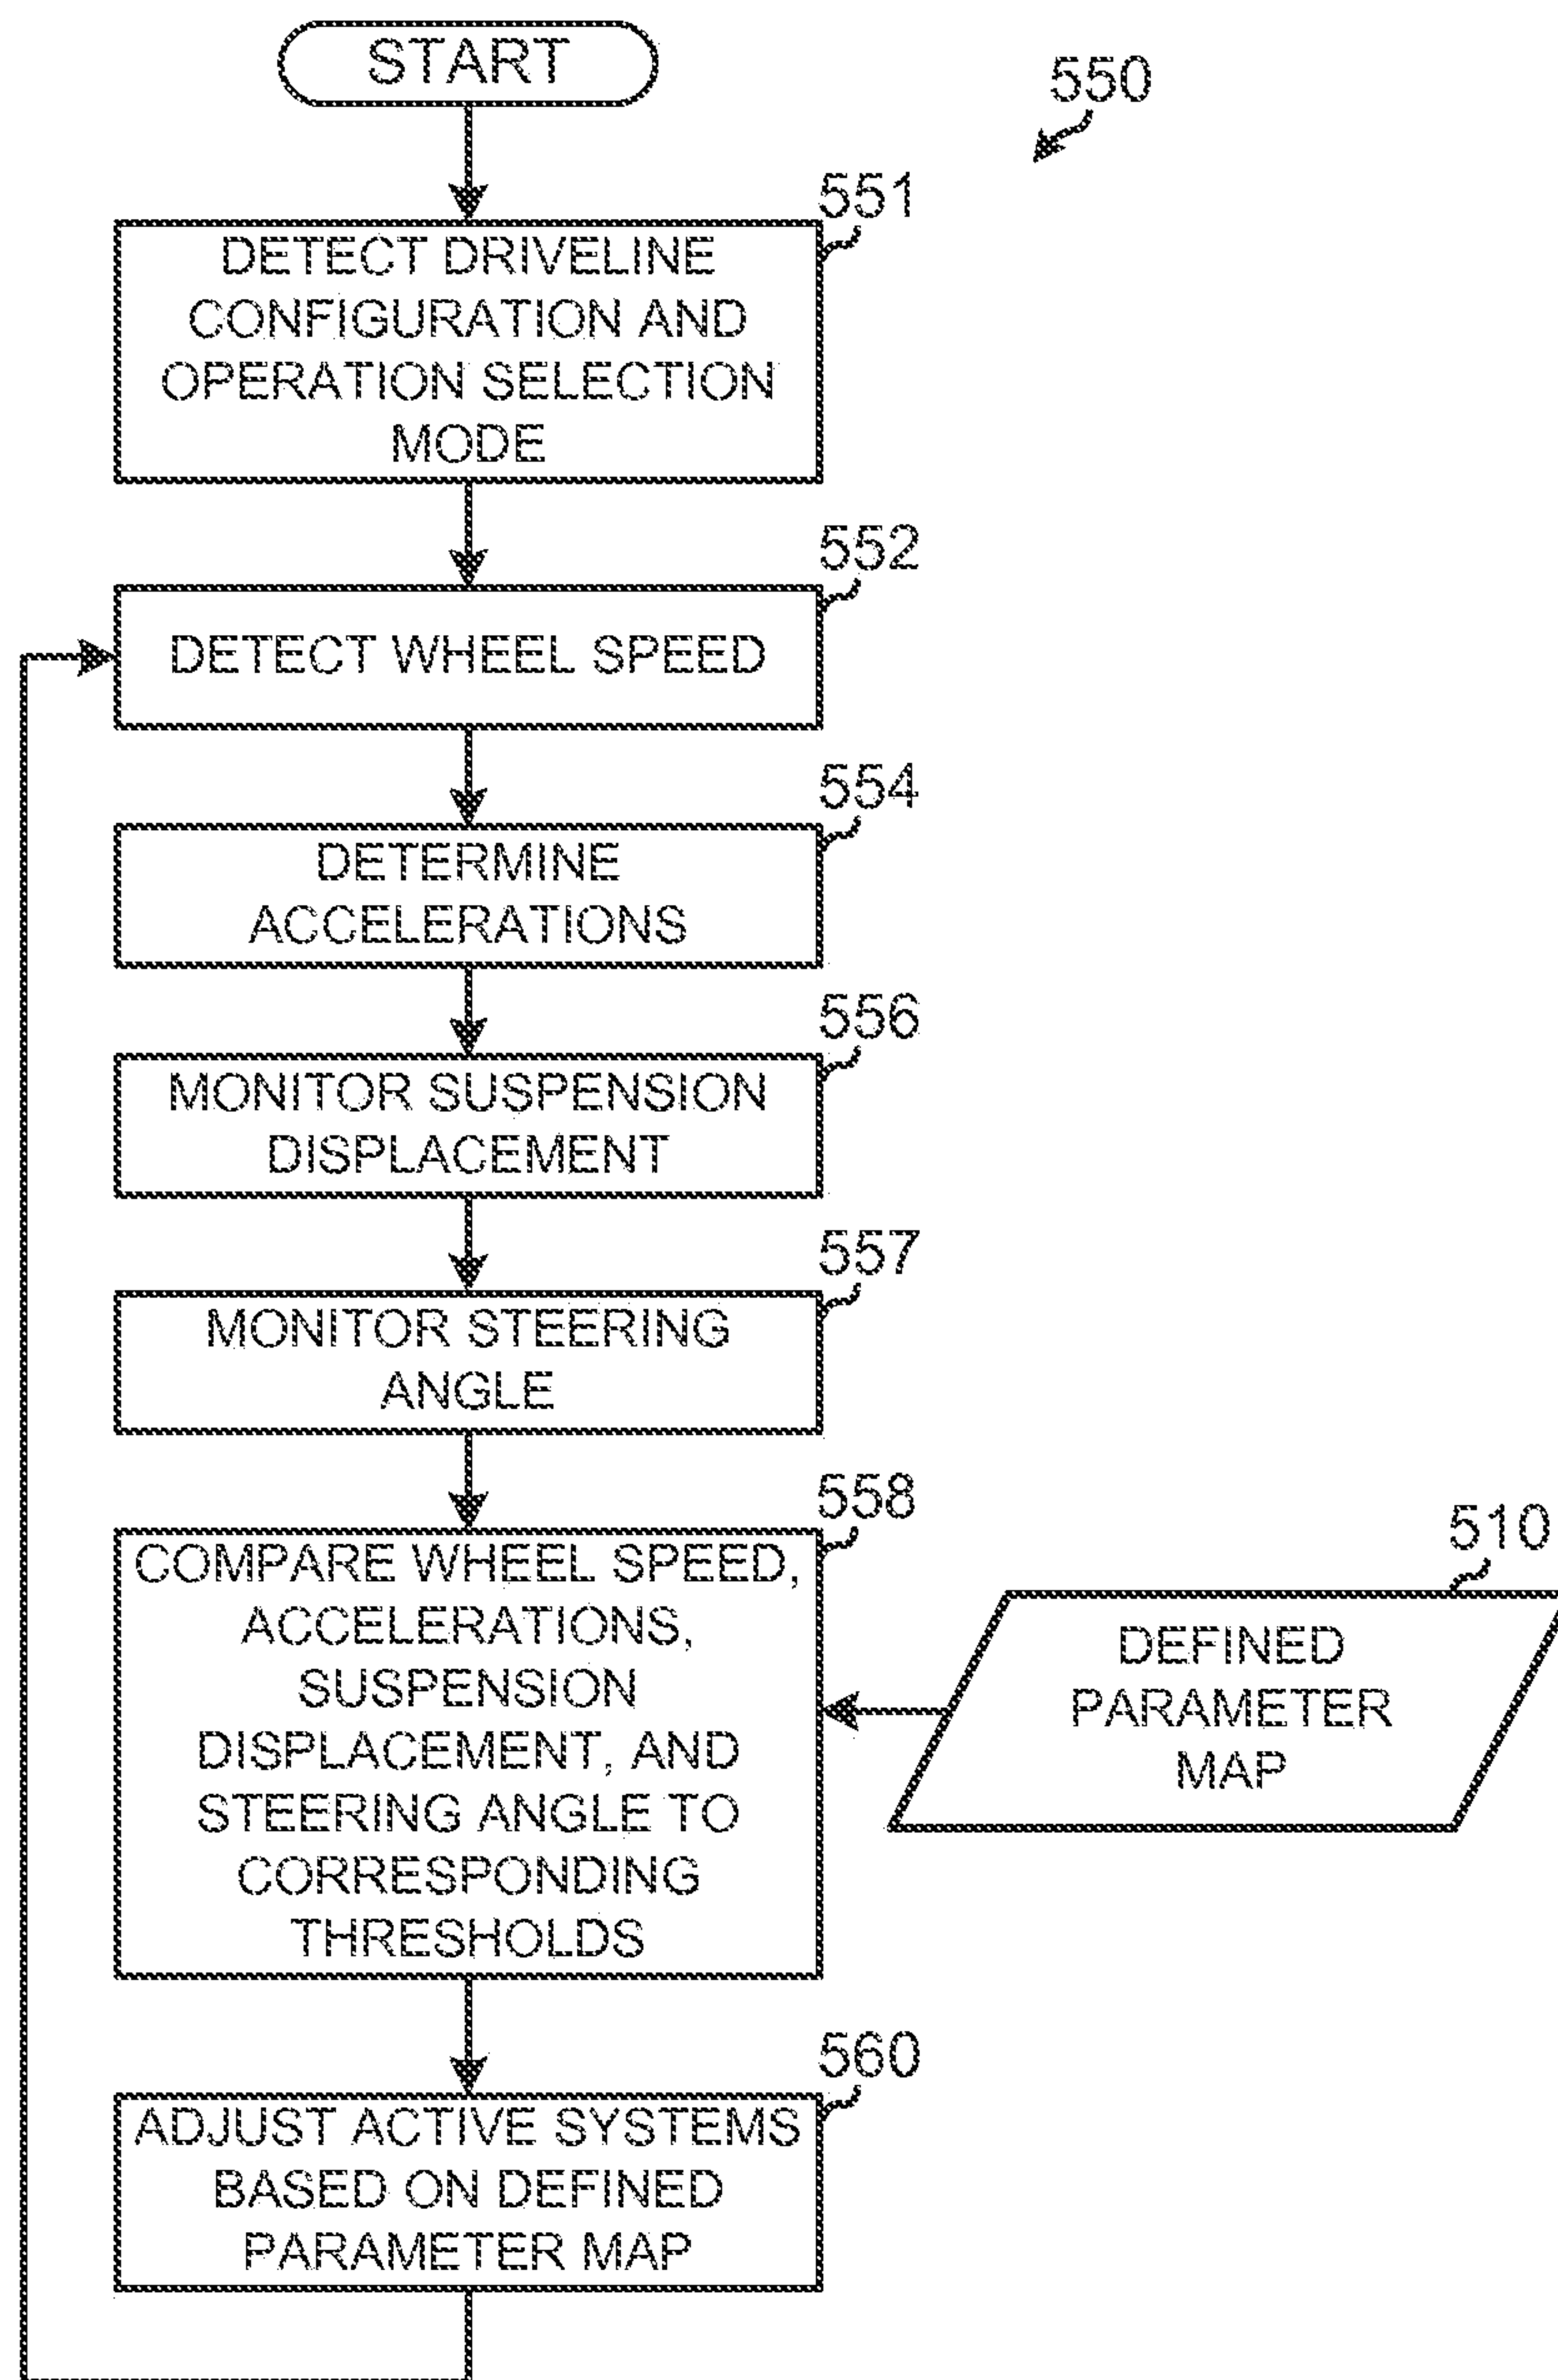 START
550
551
DETECT DRIVELINE
CONFIGURATION AND
OPERATION SELECTION
MODE
552
DETECT WHEEL SPEED
554
DETERMINE
ACCELERATIONS
556
MONITOR SUSPENSION
DISPLACEMENT
557
MONITOR STEERING
ANGLE
558
COMPARE WHEEL SPEED,
ACCELERATIONS,
SUSPENSION
DISPLACEMENT, AND
STEERING ANGLE TO
CORRESPONDING
THRESHOLDS
510
DEFINED
PARAMETER
MAP
560
ADJUST ACTIVE SYSTEMS
BASED ON DEFINED
PARAMETER MAP